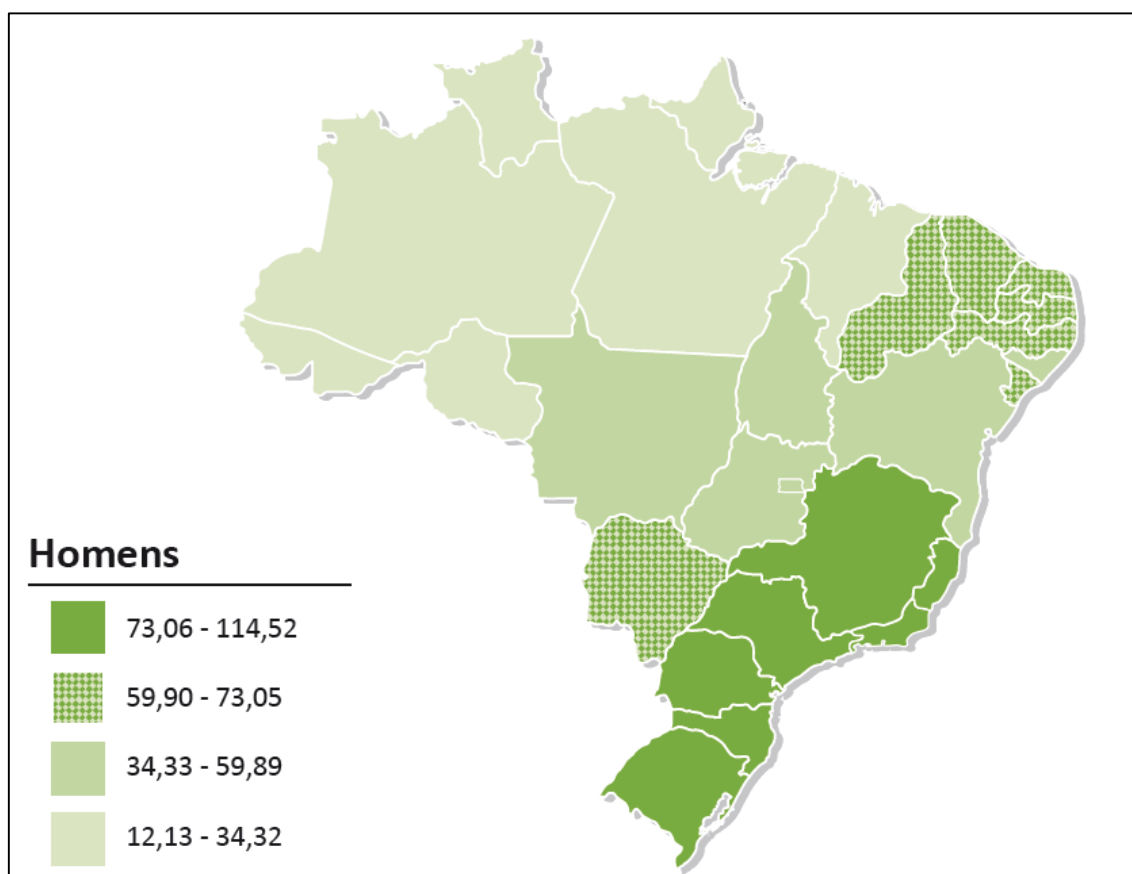 Homens
73,06 - 114,52
59,90 - 73,05
34,33 - 59,89
12,13 - 34,32